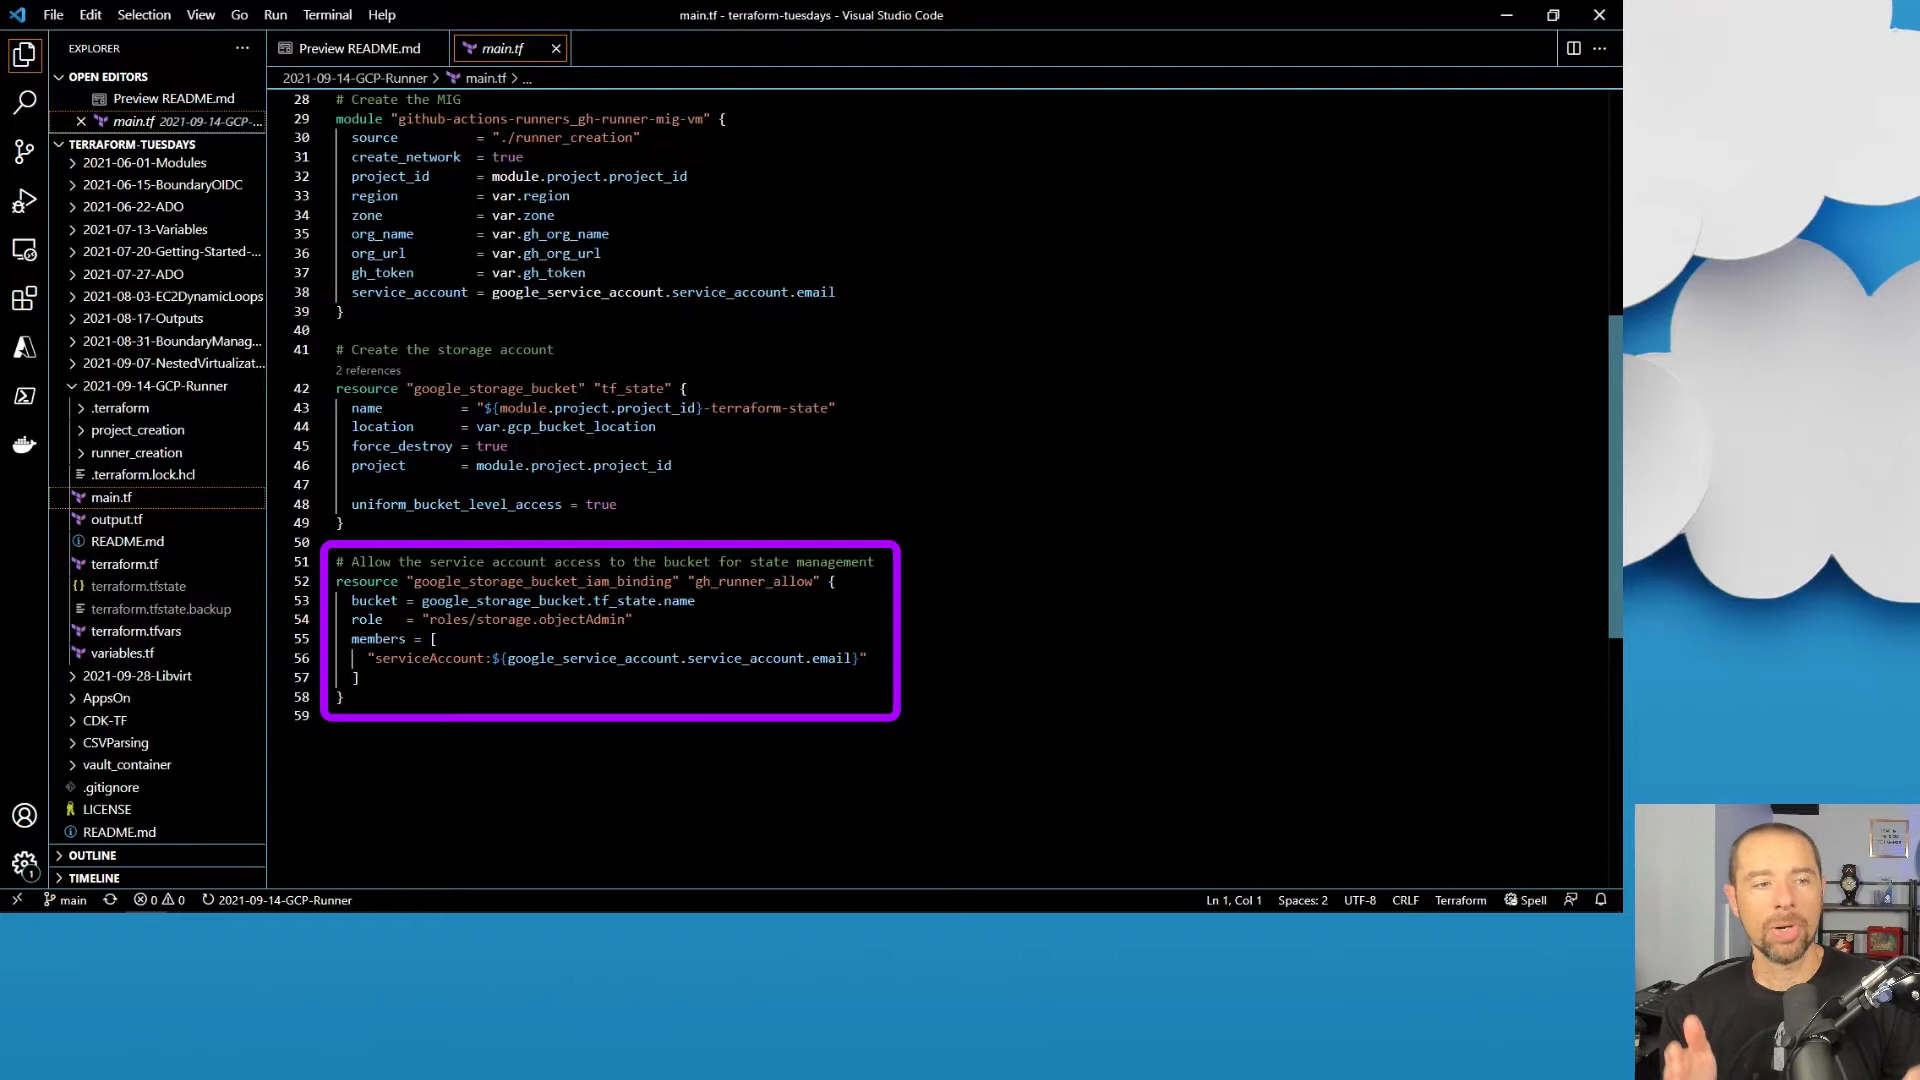 File Edit Selection View Go Run Terminal Help
main.tf - terraform-tuesdays - Visual Studio Code
EXPLORER
OPEN EDITORS
Preview README.md
main.tf 2021-09-14-GCP-...
TERRAFORM-TUESDAYS
2021-06-01-Modules
2021-06-15-BoundaryOIDC
2021-06-22-ADO
2021-07-13-Variables
2021-07-20-Getting-Started-...
2021-07-27-ADO
2021-08-03-EC2DynamicLoops
2021-08-17-Outputs
2021-08-31-BoundaryManag...
2021-09-07-NestedVirtualizat...
2021-09-14-GCP-Runner
.terraform
project_creation
runner_creation
.terraform.lock.hcl
main.tf
output.tf
README.md
terraform.tf
terraform.tfstate
terraform.tfstate.backup
terraform.tfvars
variables.tf
2021-09-28-Libvirt
AppsOn
CDK-TF
CSVParsing
vault_container
.gitignore
LICENSE
README.md
OUTLINE
TIMELINE
Preview README.md
main.tf
2021-09-14-GCP-Runner > main.tf > ...
28 # Create the MIG
29 module "github-actions-runners_gh-runner-mig-vm" {
30 source = "./runner_creation"
31 create_network = true
32 project_id = module.project.project_id
33 region = var.region
34 zone = var.zone
35 org_name = var.gh_org_name
36 org_url = var.gh_org_url
37 gh_token = var.gh_token
38 service_account = google_service_account.service_account.email
39 }
40
41 # Create the storage account
2 references
42 resource "google_storage_bucket" "tf_state" {
43 name = "${module.project.project_id}-terraform-state"
44 location = var.gcp_bucket_location
45 force_destroy = true
46 project = module.project.project_id
47
48 uniform_bucket_level_access = true
49 }
50
51 # Allow the service account access to the bucket for state management
52 resource "google_storage_bucket_iam_binding" "gh_runner_allow" {
53 bucket = google_storage_bucket.tf_state.name
54 role = "roles/storage.objectAdmin"
55 members = [
56 "serviceAccount:${google_service_account.service_account.email}"
57 ]
58 }
59
1
main 0 0 2021-09-14-GCP-Runner
Ln 1, Col 1 Spaces: 2 UTF-8 CRLF Terraform Spell